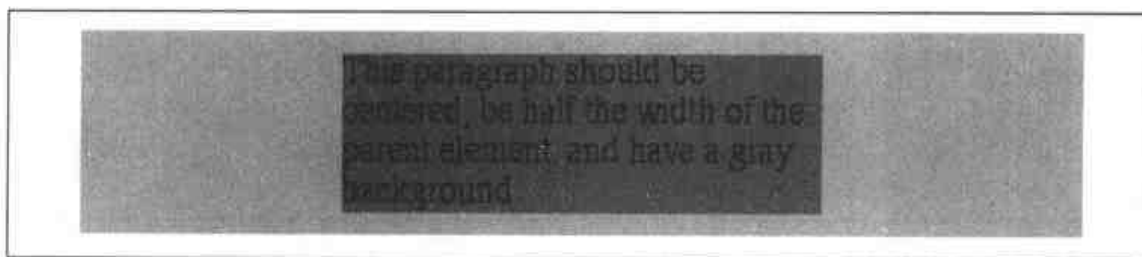 This paragraph should be
centered, be half the width of the
parent element, and have a gray
background